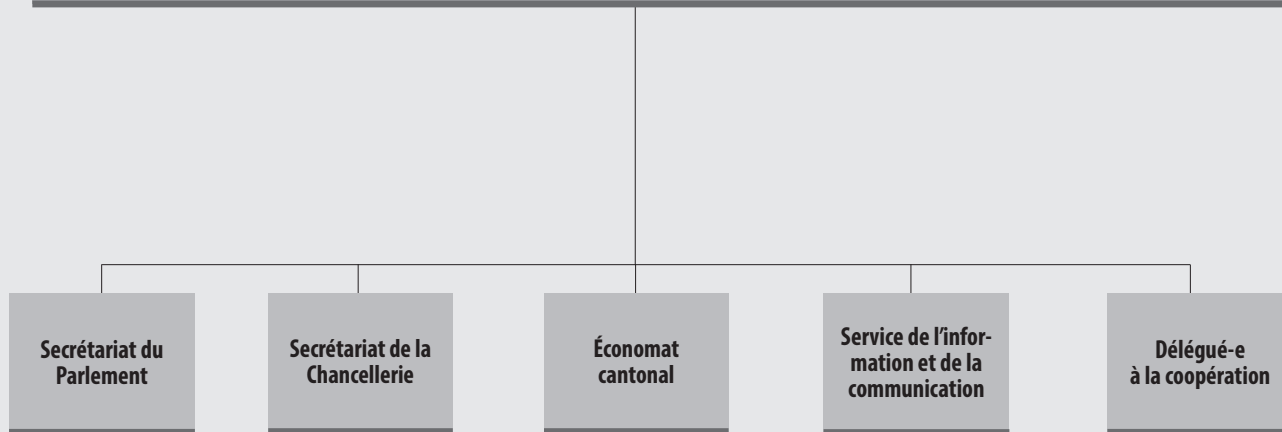 Secrétariat du
Parlement
Secrétariat de la
Chancellerie
Économat
cantonal
Service de l'infor-
mation et de la
communication
Délégué-e
à la coopération